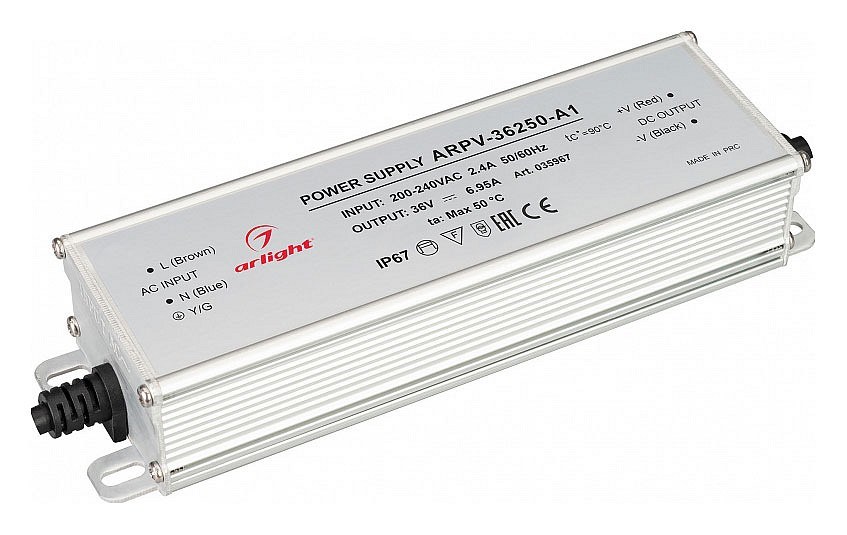 POWER SUPPLY ARPV-36250-A1
INPUT: 200-240VAC 2.4A 50/60Hz tc*=90°C
OUTPUT: 36V ⎓ 6.95A Art. 035967
ta: Max 50 °C
IP67 F EAC CE
L (Brown)
AC INPUT
N (Blue)
Y/G
arlight
+V (Red)
DC OUTPUT
-V (Black)
MADE IN PRC